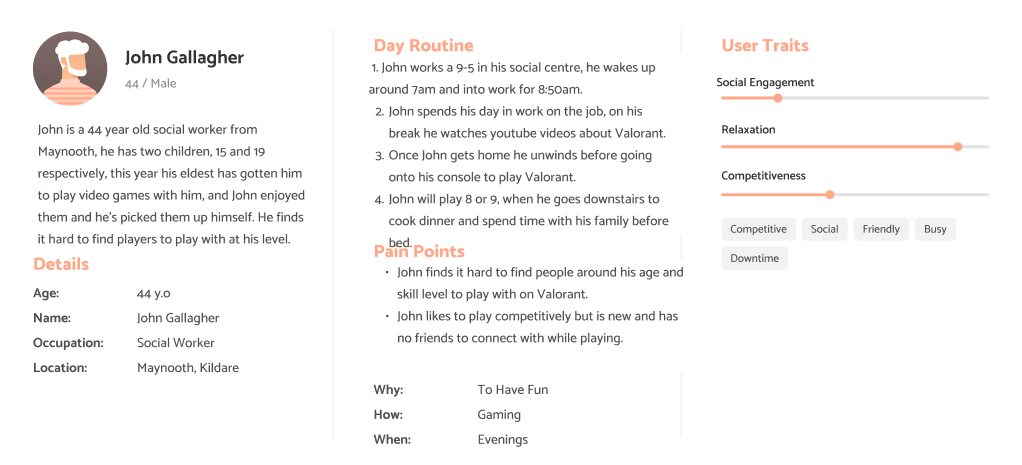 John Gallagher
44 / Male
John is a 44 year old social worker from
Maynooth, he has two children, 15 and 19
respectively, this year his eldest has gotten him
to play video games with him, and John enjoyed
them and he's picked them up himself. He finds
it hard to find players to play with at his level.
Details
Age: 44 y.o
Name: John Gallagher
Occupation: Social Worker
Location: Maynooth, Kildare
Day Routine
1. John works a 9-5 in his social centre, he wakes up
around 7am and into work for 8:50am.
2. John spends his day in work on the job, on his
break he watches youtube videos about Valorant.
3. Once John gets home he unwinds before going
onto his console to play Valorant.
4. John will play 8 or 9, when he goes downstairs to
cook dinner and spend time with his family before
bed.
Pain Points
• John finds it hard to find people around his age and
skill level to play with on Valorant.
• John likes to play competitively but is new and has
no friends to connect with while playing.
Why: To Have Fun
How: Gaming
When: Evenings
User Traits
Social Engagement
Relaxation
Competitiveness
Competitive Social Friendly Busy
Downtime